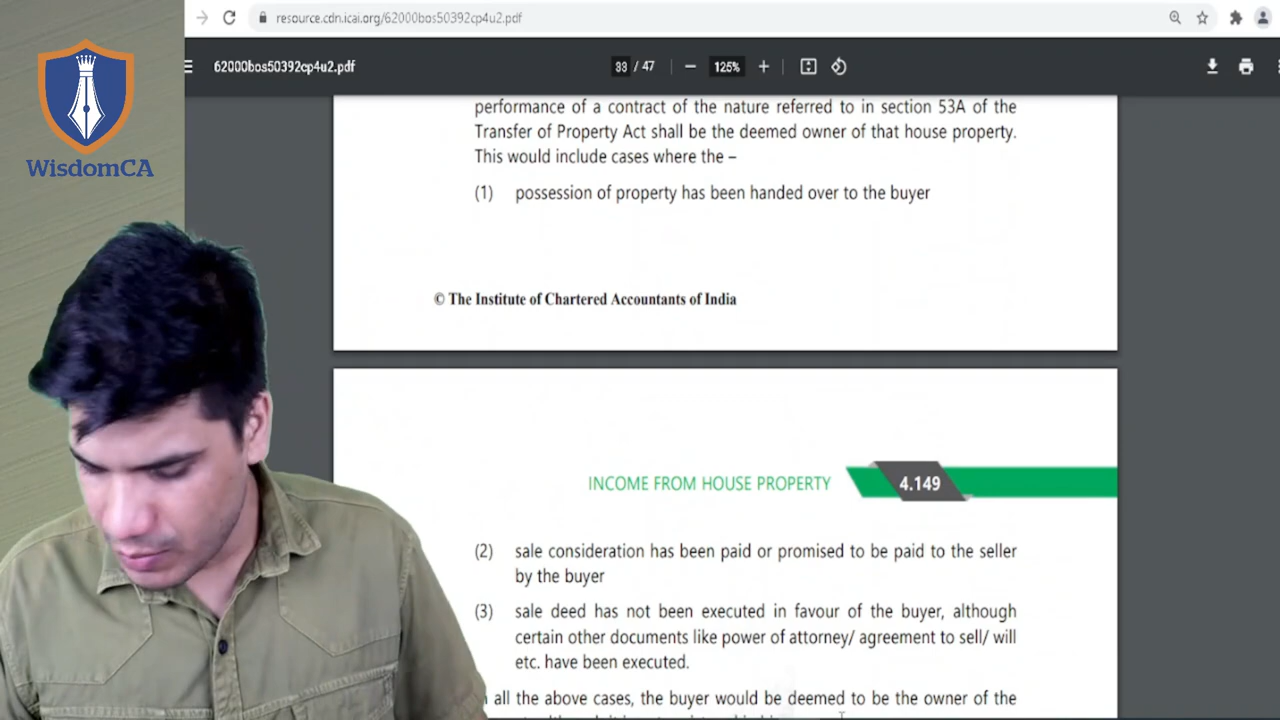 resource.cdn.icai.org/62000bos50392cp4u2.pdf
62000bos50392cp4u2.pdf
33 / 47
125%
WisdomCA
performance of a contract of the nature referred to in section 53A of the
Transfer of Property Act shall be the deemed owner of that house property.
This would include cases where the –
(1) possession of property has been handed over to the buyer
© The Institute of Chartered Accountants of India
INCOME FROM HOUSE PROPERTY
4.149
(2) sale consideration has been paid or promised to be paid to the seller
by the buyer
(3) sale deed has not been executed in favour of the buyer, although
certain other documents like power of attorney/ agreement to sell/ will
etc. have been executed.
all the above cases, the buyer would be deemed to be the owner of the